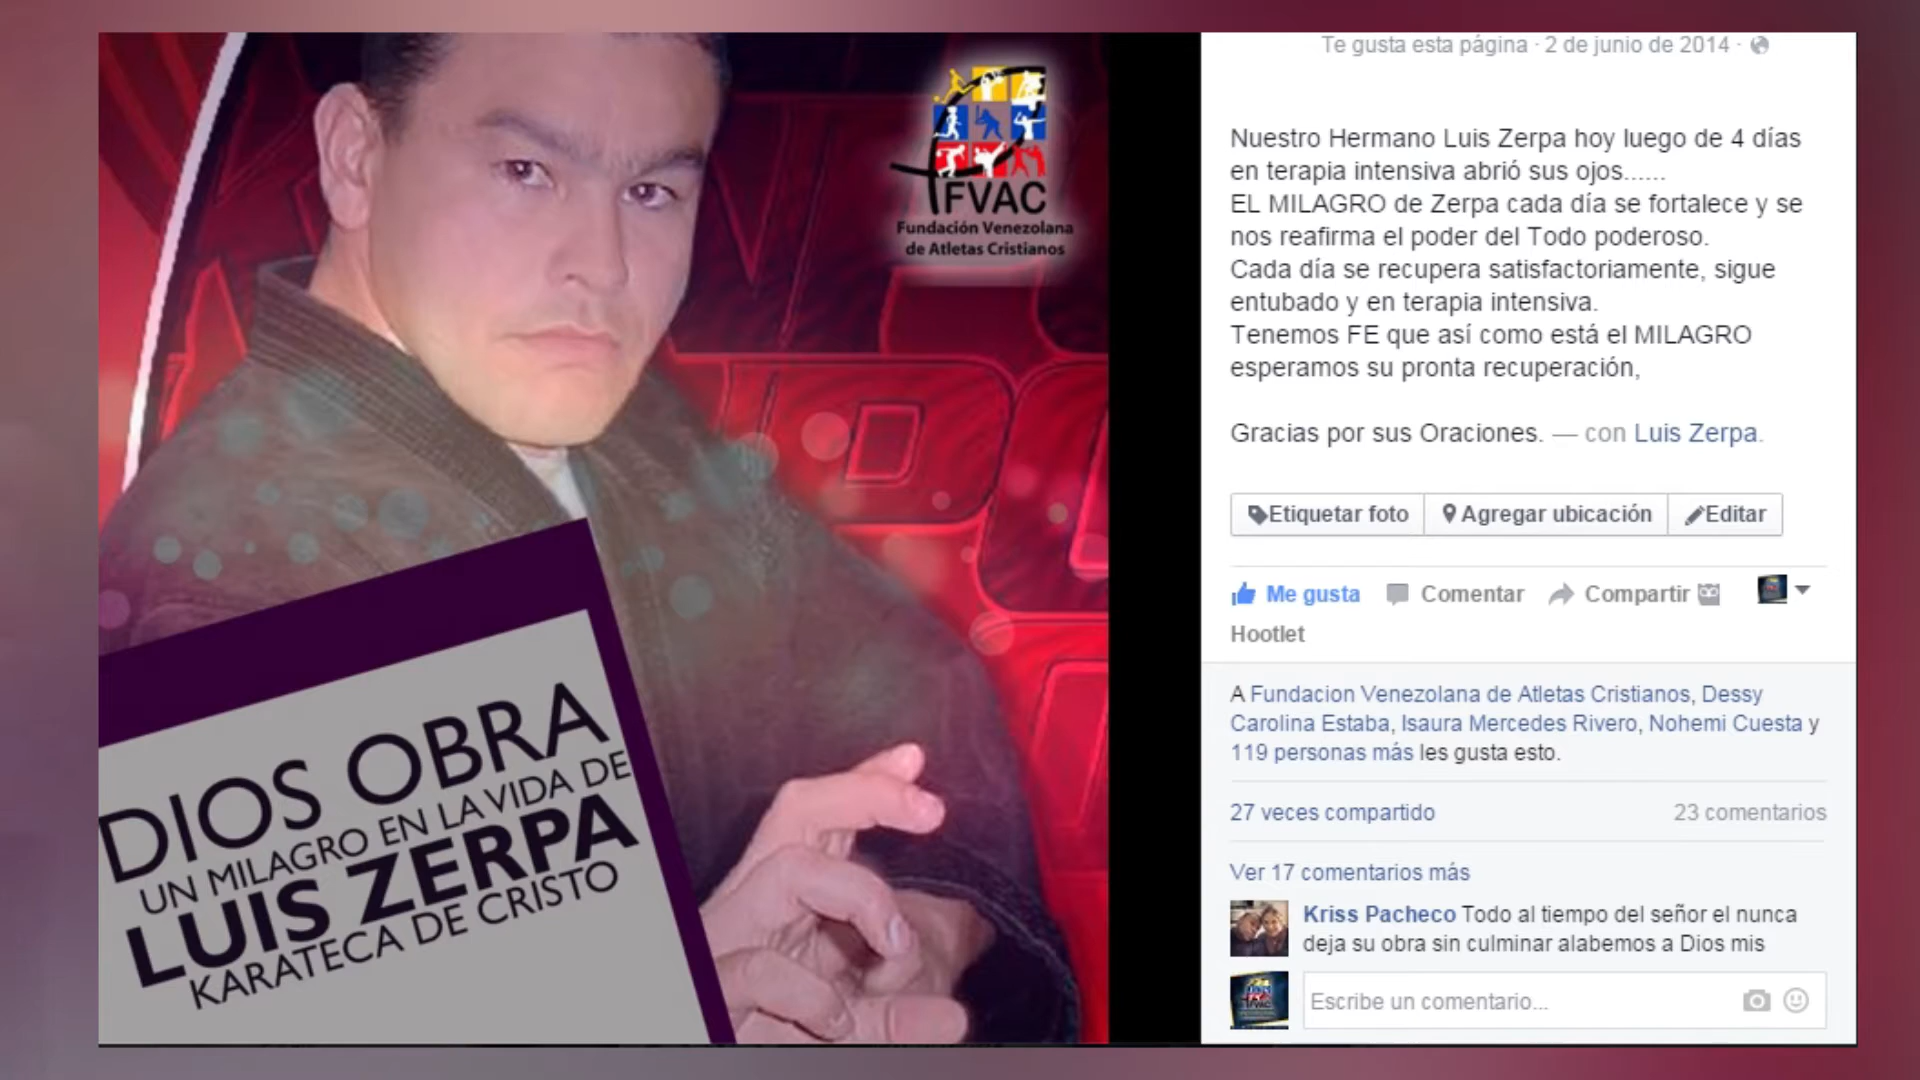 FVAC
Fundación Venezolana
de Atletas Cristianos
DIOS OBRA
UN MILAGRO EN LA VIDA DE
LUIS ZERPA
KARATECA DE CRISTO
Te gusta esta página · 2 de junio de 2014 ·
Nuestro Hermano Luis Zerpa hoy luego de 4 días
en terapia intensiva abrió sus ojos......
EL MILAGRO de Zerpa cada día se fortalece y se
nos reafirma el poder del Todo poderoso.
Cada día se recupera satisfactoriamente, sigue
entubado y en terapia intensiva.
Tenemos FE que así como está el MILAGRO
esperamos su pronta recuperación,
Gracias por sus Oraciones. — con Luis Zerpa.
Etiquetar foto Agregar ubicación Editar
Me gusta Comentar Compartir
Hootlet
A Fundacion Venezolana de Atletas Cristianos, Dessy
Carolina Estaba, Isaura Mercedes Rivero, Nohemi Cuesta y
119 personas más les gusta esto.
27 veces compartido 23 comentarios
Ver 17 comentarios más
Kriss Pacheco Todo al tiempo del señor el nunca
deja su obra sin culminar alabemos a Dios mis
Escribe un comentario...